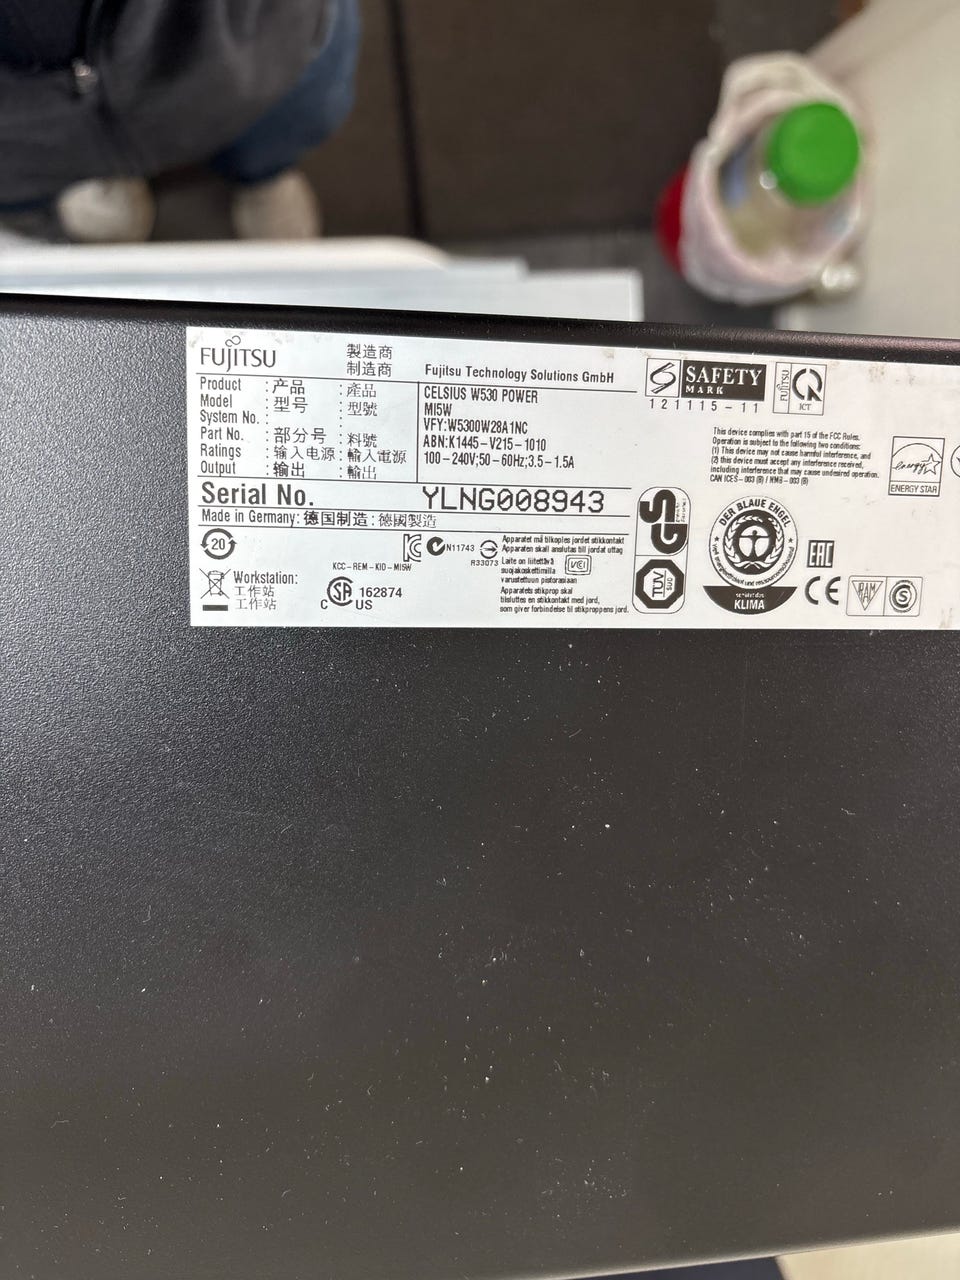 FUJITSU
製造商
制造商
Fujitsu Technology Solutions GmbH
Product : 产品 : 產品 CELSIUS W530 POWER
Model : 型号 : 型號 MI5W
System No. : : VFY:W5300W28A1NC
Part No. : 部分号 : 料號 ABN:K1445-V215-1010
Ratings : 输入电源 : 輸入電源 100-240V;50-60Hz;3.5-1.5A
Output : 输出 : 輸出
Serial No. YLNG008943
Made in Germany: 德国制造 : 德國製造
20
KCC-REM-KIO-MI5W
N11743
R33073
Apparatet må tilkoples jordet stikkontakt
Apparaten skall anslutas till jordat uttag
Laite on liitettävä
suojakoskettimilla
varustettuun pistorasiaan
Apparatets stikprop skal
tilsluttes en stikkontakt med jord,
som giver forbindelse til stikproppens jord.
VCI
Workstation:
工作站
工作站
C SA US 162874
SAFETY
MARK
121115-11
FUJITSU
ICT
This device complies with part 15 of the FCC Rules.
Operation is subject to the following two conditions:
(1) This device may not cause harmful interference, and
(2) this device must accept any interference received,
including interference that may cause undesired operation.
CAN ICES-003 (B) / NMB-003 (B)
energy
ENERGY STAR
TÜV
SUD
DER BLAUE ENGEL
schützt das
KLIMA
EAC
CE
RAM
S